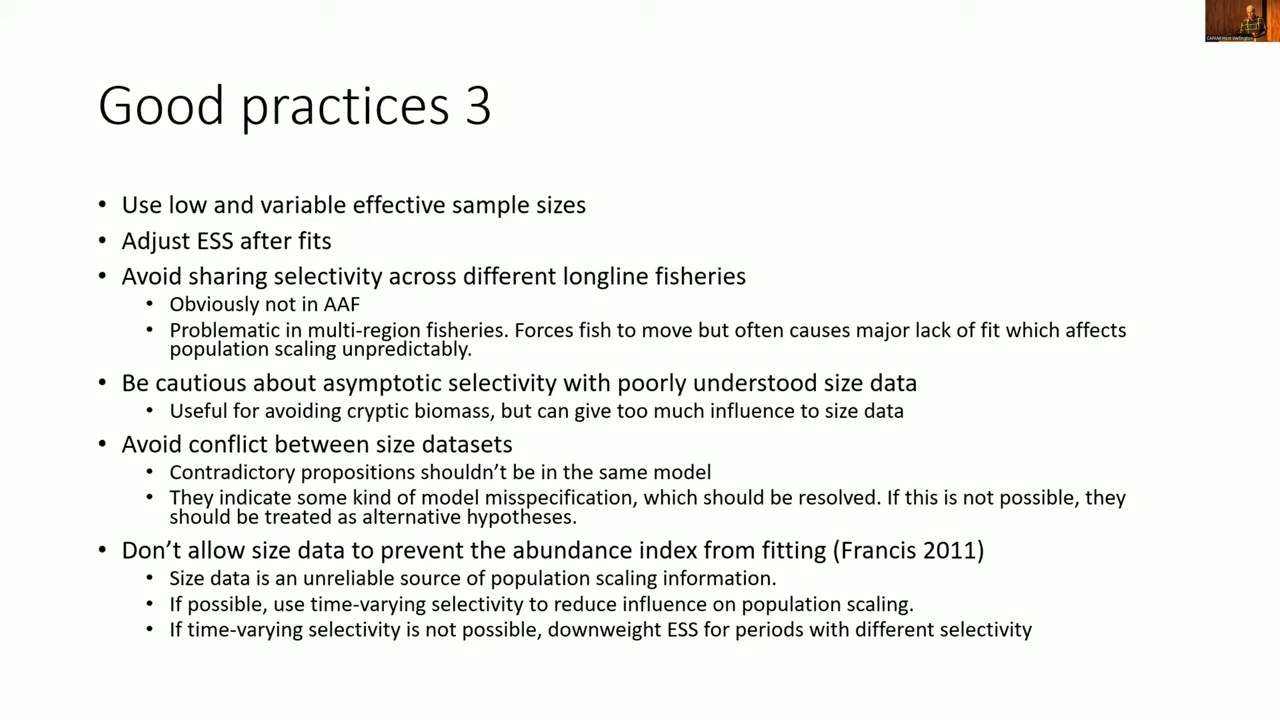 Good practices 3
• Use low and variable effective sample sizes
• Adjust ESS after fits
• Avoid sharing selectivity across different longline fisheries
• Obviously not in AAF
• Problematic in multi-region fisheries. Forces fish to move but often causes major lack of fit which affects
population scaling unpredictably.
• Be cautious about asymptotic selectivity with poorly understood size data
• Useful for avoiding cryptic biomass, but can give too much influence to size data
• Avoid conflict between size datasets
• Contradictory propositions shouldn't be in the same model
• They indicate some kind of model misspecification, which should be resolved. If this is not possible, they
should be treated as alternative hypotheses.
• Don't allow size data to prevent the abundance index from fitting (Francis 2011)
• Size data is an unreliable source of population scaling information.
• If possible, use time-varying selectivity to reduce influence on population scaling.
• If time-varying selectivity is not possible, downweight ESS for periods with different selectivity